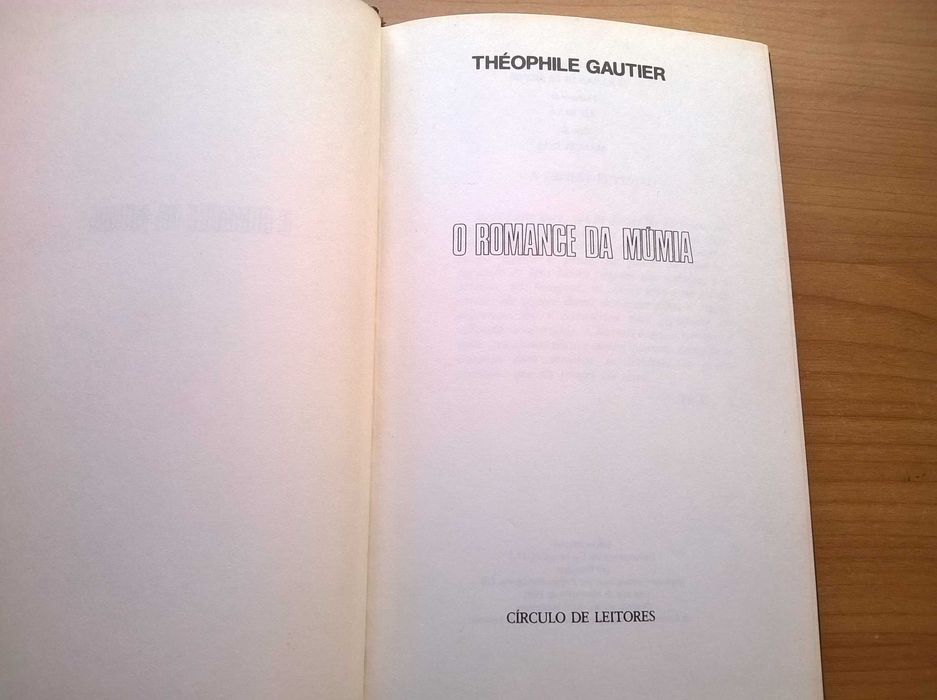 THÉOPHILE GAUTIER
O ROMANCE DA MÚMIA
CÍRCULO DE LEITORES